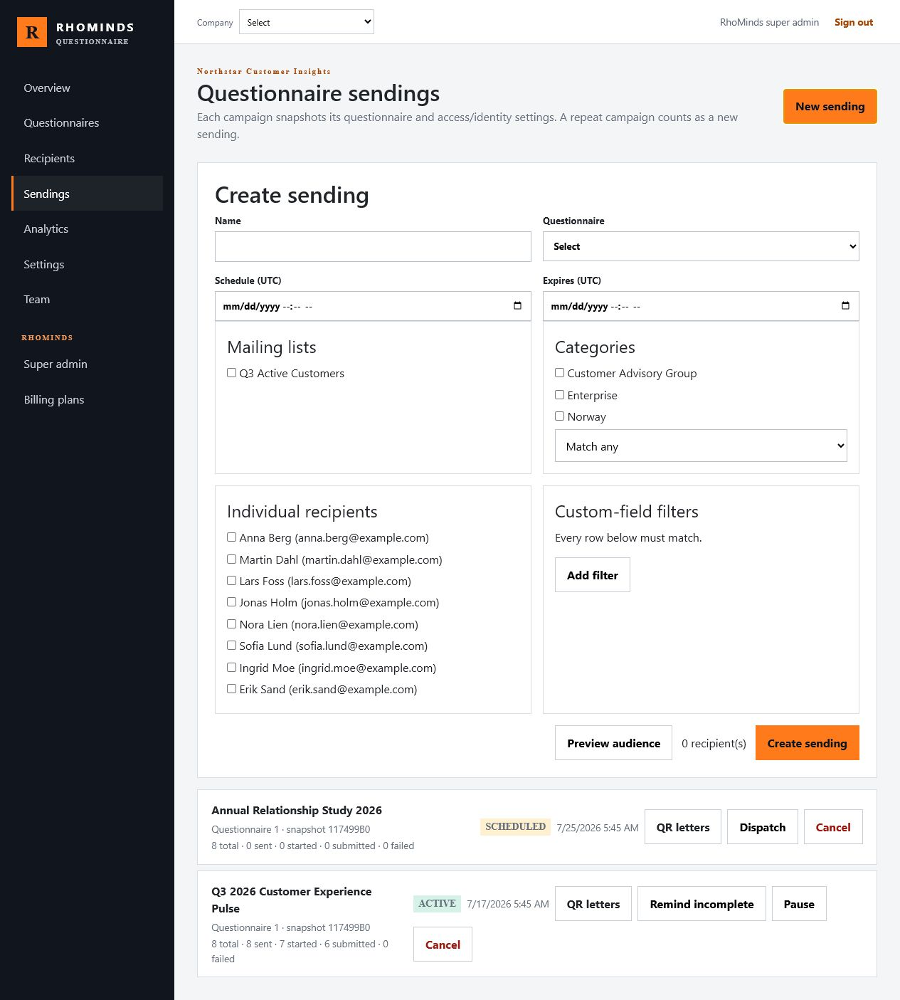 R
RHOMINDS
QUESTIONNAIRE
Overview
Questionnaires
Recipients
Sendings
Analytics
Settings
Team
RHOMINDS
Super admin
Billing plans
Company
Select
RhoMinds super admin
Sign out
Northstar Customer Insights
Questionnaire sendings
Each campaign snapshots its questionnaire and access/identity settings. A repeat campaign counts as a new
sending.
New sending
Create sending
Name
Questionnaire
Select
Schedule (UTC)
mm/dd/yyyy --:-- --
Expires (UTC)
mm/dd/yyyy --:-- --
Mailing lists
Q3 Active Customers
Categories
Customer Advisory Group
Enterprise
Norway
Match any
Individual recipients
Anna Berg (anna.berg@example.com)
Martin Dahl (martin.dahl@example.com)
Lars Foss (lars.foss@example.com)
Jonas Holm (jonas.holm@example.com)
Nora Lien (nora.lien@example.com)
Sofia Lund (sofia.lund@example.com)
Ingrid Moe (ingrid.moe@example.com)
Erik Sand (erik.sand@example.com)
Custom-field filters
Every row below must match.
Add filter
Preview audience
0 recipient(s)
Create sending
Annual Relationship Study 2026
Questionnaire 1 · snapshot 117499B0
8 total · 0 sent · 0 started · 0 submitted · 0 failed
SCHEDULED
7/25/2026 5:45 AM
QR letters
Dispatch
Cancel
Q3 2026 Customer Experience
Pulse
Questionnaire 1 · snapshot 117499B0
8 total · 8 sent · 7 started · 6 submitted · 0
failed
ACTIVE
7/17/2026 5:45 AM
QR letters
Remind incomplete
Pause
Cancel